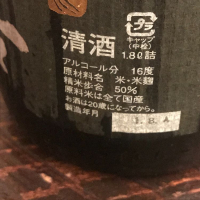 プラ
キャップ
(中栓)
清酒
1.8ℓ詰
アルコール分 16度
原材料名 米・米麹
精米歩合 50%
原料米は全て国産
お酒は20歳になってから。
製造年月